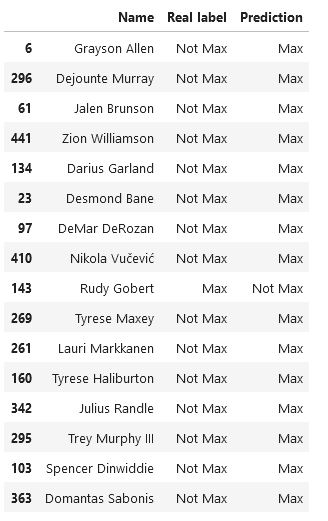 Name Real label Prediction
6 Grayson Allen Not Max Max
296 Dejounte Murray Not Max Max
61 Jalen Brunson Not Max Max
441 Zion Williamson Not Max Max
134 Darius Garland Not Max Max
23 Desmond Bane Not Max Max
97 DeMar DeRozan Not Max Max
410 Nikola Vučević Not Max Max
143 Rudy Gobert Max Not Max
269 Tyrese Maxey Not Max Max
261 Lauri Markkanen Not Max Max
160 Tyrese Haliburton Not Max Max
342 Julius Randle Not Max Max
295 Trey Murphy III Not Max Max
103 Spencer Dinwiddie Not Max Max
363 Domantas Sabonis Not Max Max